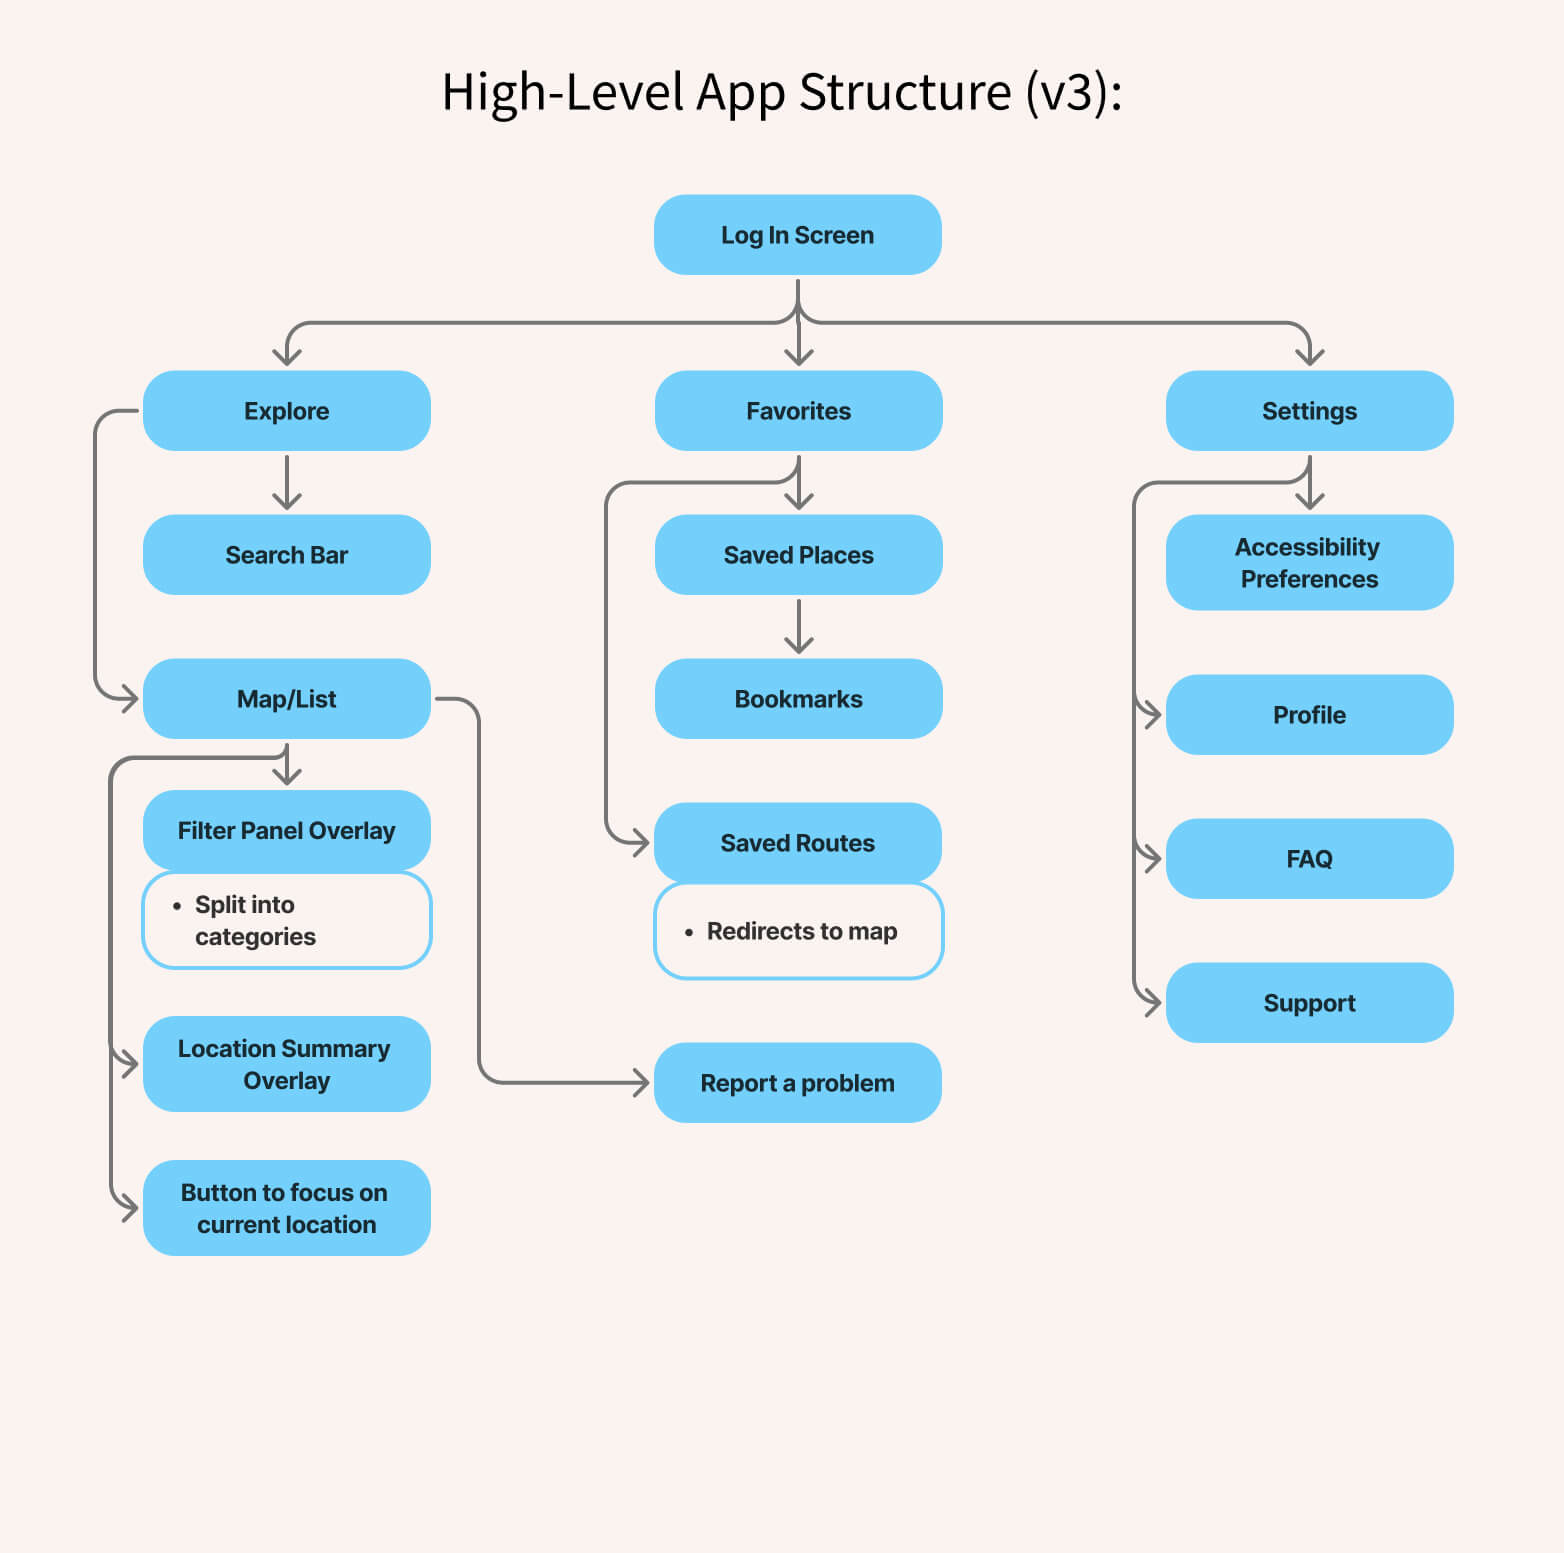 High-Level App Structure (v3):
Log In Screen
Explore
Favorites
Settings
Search Bar
Saved Places
Accessibility
Preferences
Map/List
Bookmarks
Profile
Filter Panel Overlay
• Split into
categories
Saved Routes
• Redirects to map
FAQ
Location Summary
Overlay
Report a problem
Support
Button to focus on
current location